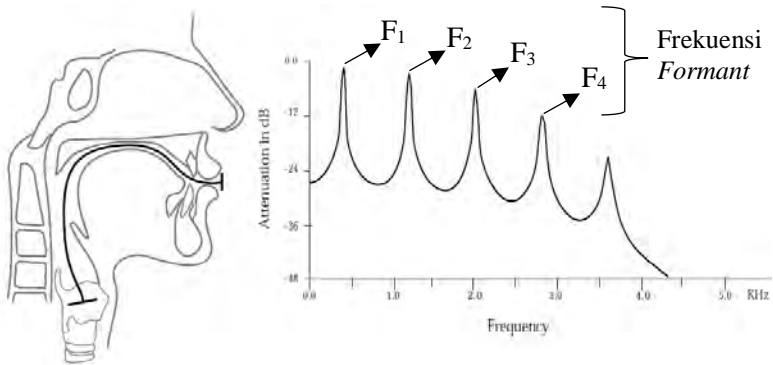 F1
F2
F3
F4
Frekuensi
Formant
0.0
-12
-24
-36
Attenuation in dB
0.0
1.0
2.0
3.0
4.0
5.0
KHz
Frequency